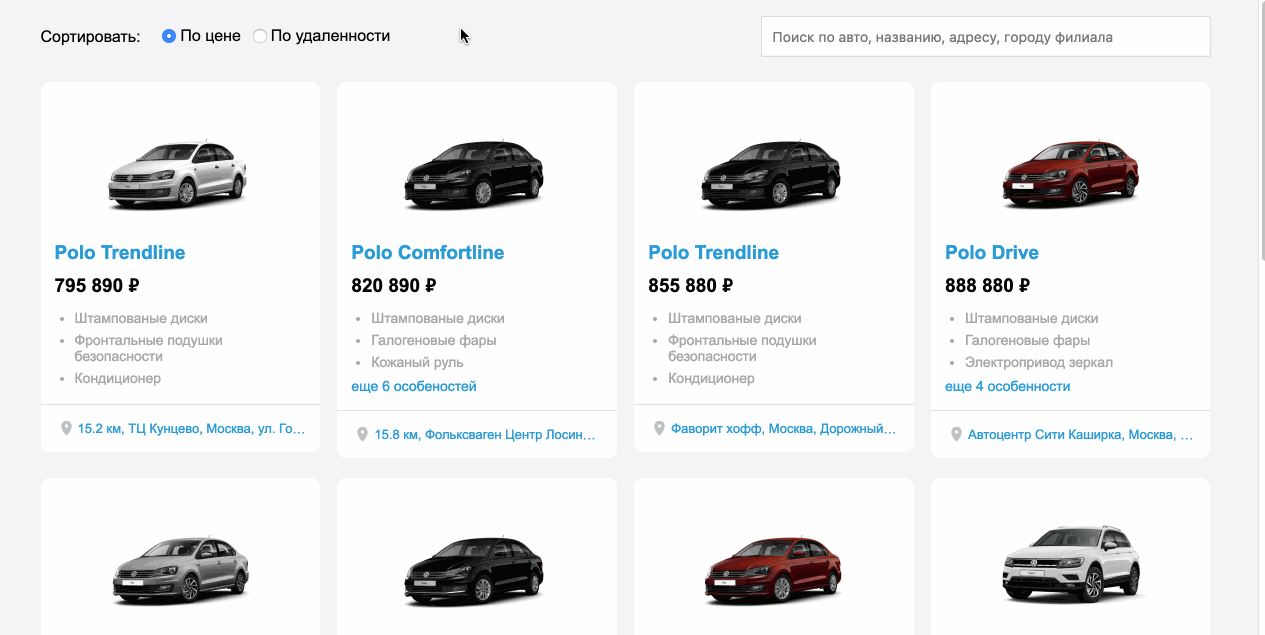 Сортировать: По цене По удаленности
Поиск по авто, названию, адресу, городу филиала
Polo Trendline
795 890 ₽
Штампованые диски
Фронтальные подушки
безопасности
Кондиционер
15.2 км, ТЦ Кунцево, Москва, ул. Го...
Polo Comfortline
820 890 ₽
Штампованые диски
Галогеновые фары
Кожаный руль
еще 6 особеностей
15.8 км, Фольксваген Центр Лосин...
Polo Trendline
855 880 ₽
Штампованые диски
Фронтальные подушки
безопасности
Кондиционер
Фаворит хофф, Москва, Дорожный...
Polo Drive
888 880 ₽
Штампованые диски
Галогеновые фары
Электропривод зеркал
еще 4 особенности
Автоцентр Сити Каширка, Москва, ...